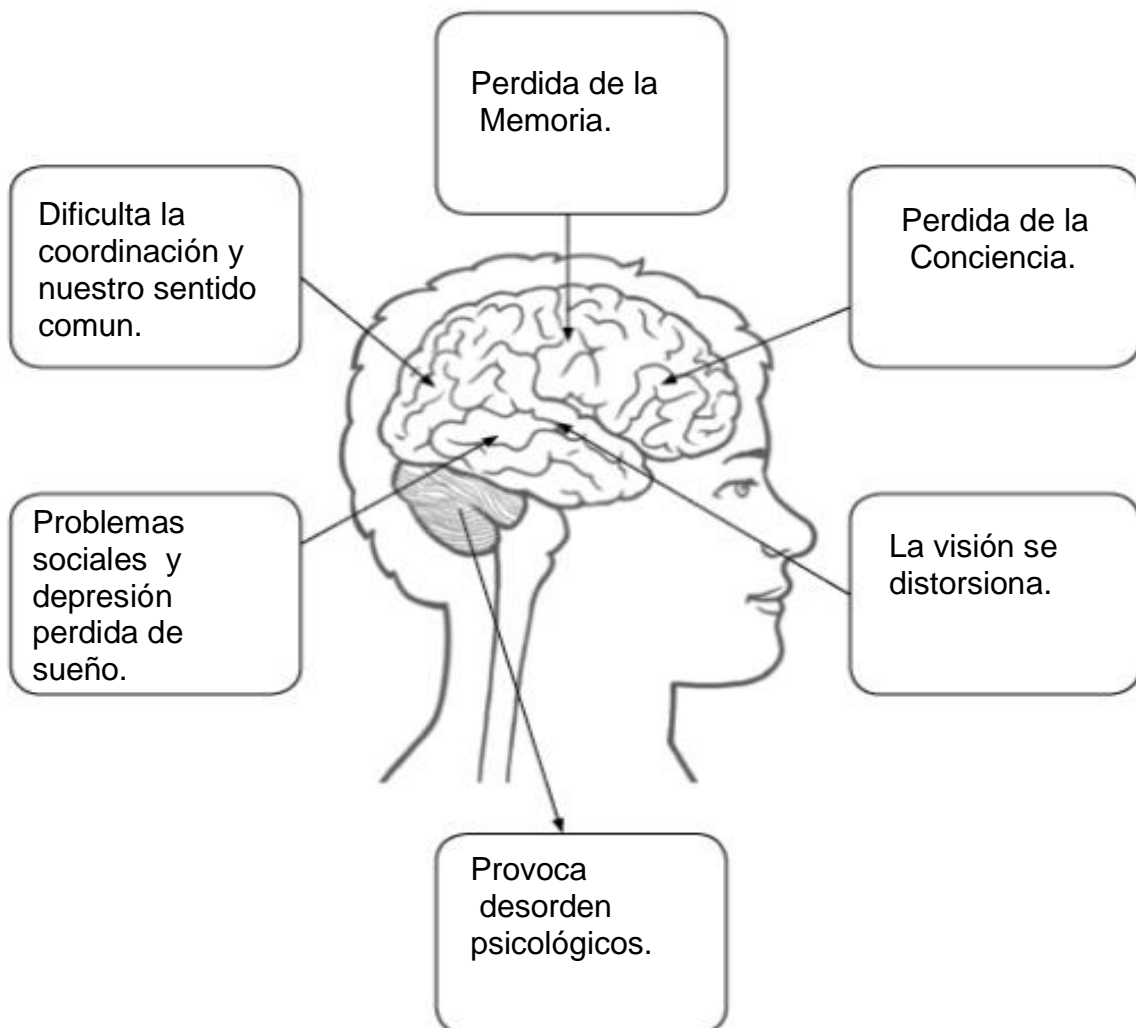 Perdida de la
Memoria.
Dificulta la
coordinación y
nuestro sentido
comun.
Perdida de la
Conciencia.
Problemas
sociales y
depresión
perdida de
sueño.
La visión se
distorsiona.
Provoca
desorden
psicológicos.